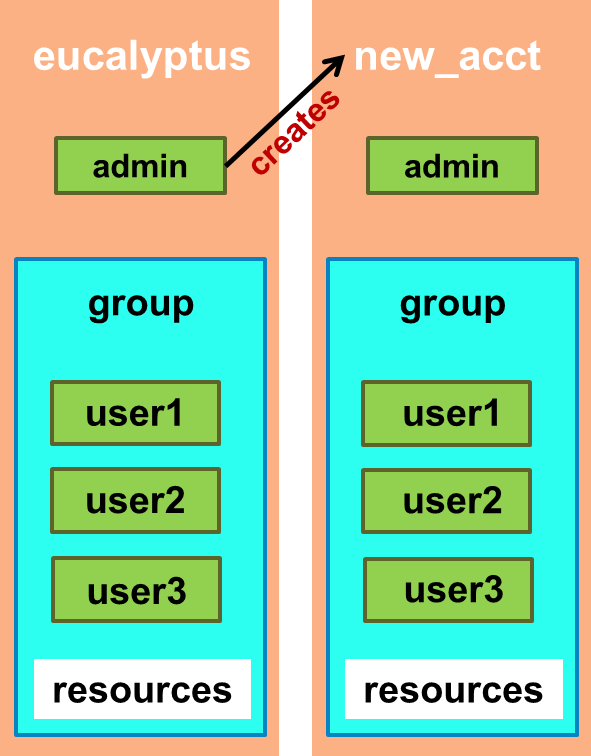 eucalyptus
new_acct
creates
admin
admin
group
user1
user2
user3
resources
group
user1
user2
user3
resources